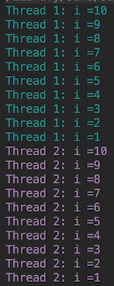 Thread 1: i =10
Thread 1: i =9
Thread 1: i =8
Thread 1: i =7
Thread 1: i =6
Thread 1: i =5
Thread 1: i =4
Thread 1: i =3
Thread 1: i =2
Thread 1: i =1
Thread 2: i =10
Thread 2: i =9
Thread 2: i =8
Thread 2: i =7
Thread 2: i =6
Thread 2: i =5
Thread 2: i =4
Thread 2: i =3
Thread 2: i =2
Thread 2: i =1